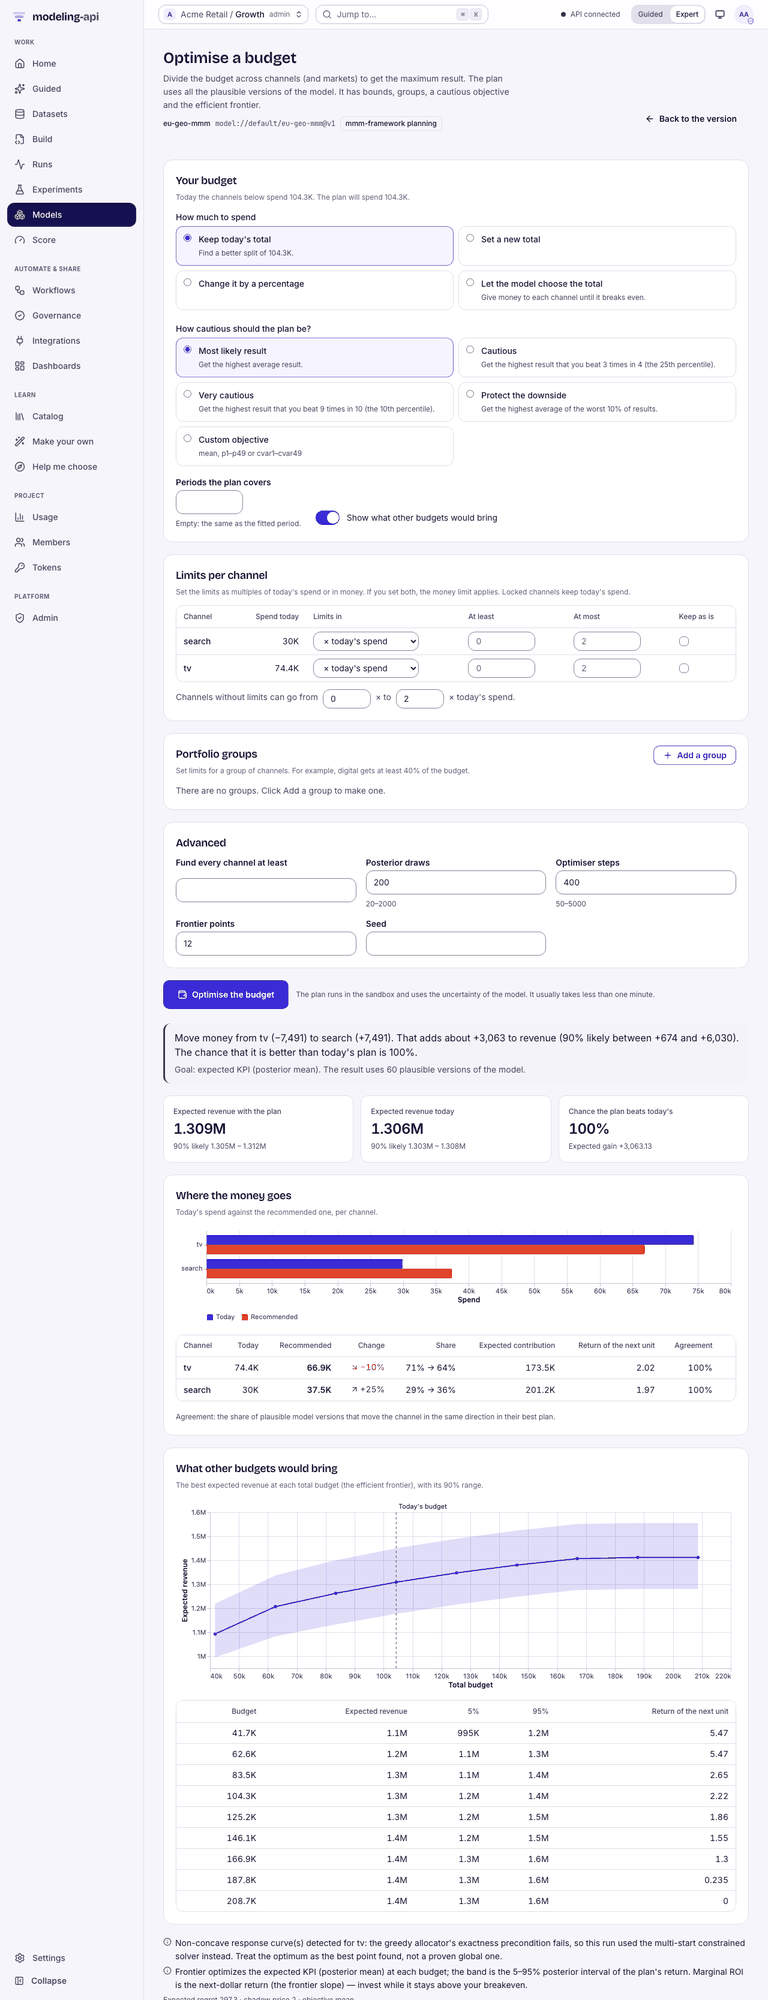 modeling-api
Acme Retail / Growth admin
Jump to...
⌘ K
API connected
Guided
Expert
AA
WORK
Home
Guided
Datasets
Build
Runs
Experiments
Models
Score
AUTOMATE & SHARE
Workflows
Governance
Integrations
Dashboards
LEARN
Catalog
Make your own
Help me choose
PROJECT
Usage
Members
Tokens
PLATFORM
Admin
Settings
Collapse
Optimise a budget
Divide the budget across channels (and markets) to get the maximum result. The plan
uses all the plausible versions of the model. It has bounds, groups, a cautious objective
and the efficient frontier.
eu-geo-mmm model://default/eu-geo-mmm@v1 mmm-framework planning
Back to the version
Your budget
Today the channels below spend 104.3K. The plan will spend 104.3K.
How much to spend
Keep today's total
Find a better split of 104.3K.
Set a new total
Change it by a percentage
Let the model choose the total
Give money to each channel until it breaks even.
How cautious should the plan be?
Most likely result
Get the highest average result.
Cautious
Get the highest result that you beat 3 times in 4 (the 25th percentile).
Very cautious
Get the highest result that you beat 9 times in 10 (the 10th percentile).
Protect the downside
Get the highest average of the worst 10% of results.
Custom objective
mean, p1–p49 or cvar1–cvar49
Periods the plan covers
Empty: the same as the fitted period.
Show what other budgets would bring
Limits per channel
Set the limits as multiples of today's spend or in money. If you set both, the money limit applies. Locked channels keep today's spend.
Channel Spend today Limits in At least At most Keep as is
search 30K × today's spend 0 2
tv 74.4K × today's spend 0 2
Channels without limits can go from 0 × to 2 × today's spend.
Portfolio groups
Add a group
Set limits for a group of channels. For example, digital gets at least 40% of the budget.
There are no groups. Click Add a group to make one.
Advanced
Fund every channel at least
Posterior draws
200
20–2000
Optimiser steps
400
50–5000
Frontier points
12
Seed
Optimise the budget
The plan runs in the sandbox and uses the uncertainty of the model. It usually takes less than one minute.
Move money from tv (−7,491) to search (+7,491). That adds about +3,063 to revenue (90% likely between +674 and +6,030).
The chance that it is better than today's plan is 100%.
Goal: expected KPI (posterior mean). The result uses 60 plausible versions of the model.
Expected revenue with the plan
1.309M
90% likely 1.305M – 1.312M
Expected revenue today
1.306M
90% likely 1.303M – 1.308M
Chance the plan beats today's
100%
Expected gain +3,063.13
Where the money goes
Today's spend against the recommended one, per channel.
tv
search
0k 5k 10k 15k 20k 25k 30k 35k 40k 45k 50k 55k 60k 65k 70k 75k 80k
Spend
Today Recommended
Channel Today Recommended Change Share Expected contribution Return of the next unit Agreement
tv 74.4K 66.9K ↘ −10% 71% → 64% 173.5K 2.02 100%
search 30K 37.5K ↗ +25% 29% → 36% 201.2K 1.97 100%
Agreement: the share of plausible model versions that move the channel in the same direction in their best plan.
What other budgets would bring
The best expected revenue at each total budget (the efficient frontier), with its 90% range.
Today's budget
1.6M
1.5M
1.4M
1.3M
1.2M
1.1M
1M
Expected revenue
40k 50k 60k 70k 80k 90k 100k 110k 120k 130k 140k 150k 160k 170k 180k 190k 200k 210k 220k
Total budget
Budget Expected revenue 5% 95% Return of the next unit
41.7K 1.1M 995K 1.2M 5.47
62.6K 1.2M 1.1M 1.3M 5.47
83.5K 1.3M 1.1M 1.4M 2.65
104.3K 1.3M 1.2M 1.4M 2.22
125.2K 1.3M 1.2M 1.5M 1.86
146.1K 1.4M 1.2M 1.5M 1.55
166.9K 1.4M 1.3M 1.6M 1.3
187.8K 1.4M 1.3M 1.6M 0.235
208.7K 1.4M 1.3M 1.6M 0
Non-concave response curve(s) detected for tv: the greedy allocator's exactness precondition fails, so this run used the multi-start constrained
solver instead. Treat the optimum as the best point found, not a proven global one.
Frontier optimizes the expected KPI (posterior mean) at each budget; the band is the 5–95% posterior interval of the plan's return. Marginal ROI
is the next-dollar return (the frontier slope) — invest while it stays above your breakeven.